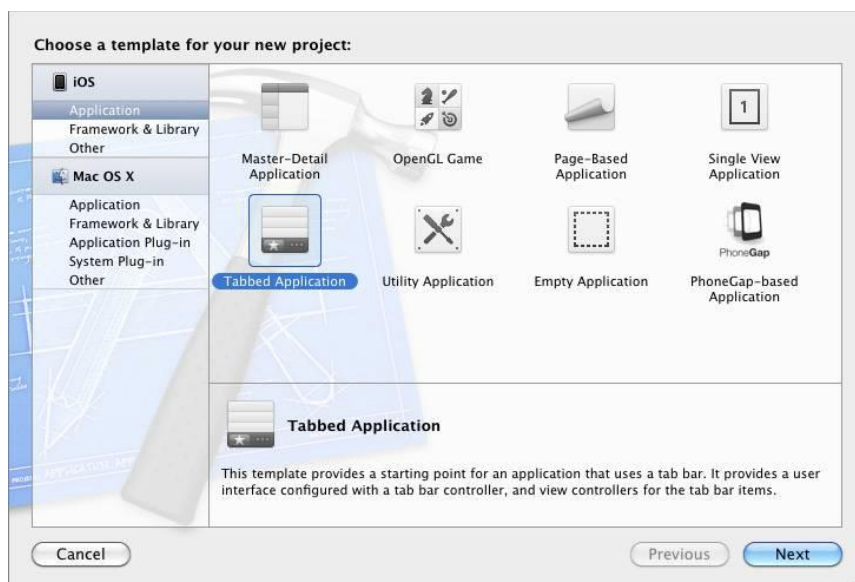 Choose a template for your new project:
iOS
Application
Framework & Library
Other
Mac OS X
Application
Framework & Library
Application Plug-in
System Plug-in
Other
Master-Detail
Application
OpenGL Game
Page-Based
Application
1
Single View
Application
Tabbed Application
Utility Application
Empty Application
PhoneGap
PhoneGap-based
Application
Tabbed Application
This template provides a starting point for an application that uses a tab bar. It provides a user
interface configured with a tab bar controller, and view controllers for the tab bar items.
Cancel
Previous
Next